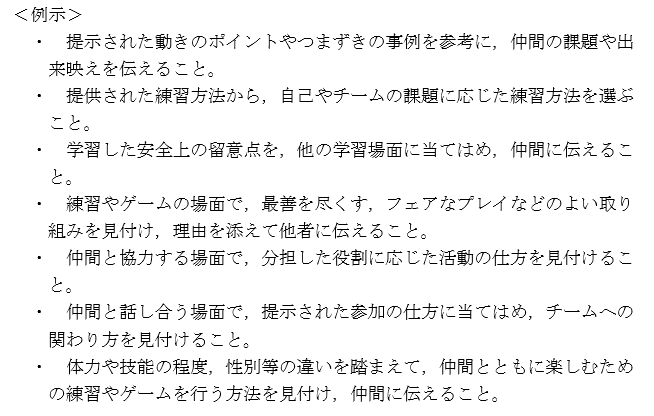 ＜例示＞
・　提示された動きのポイントやつまずきの事例を参考に，仲間の課題や出
来映えを伝えること。
・　提供された練習方法から，自己やチームの課題に応じた練習方法を選ぶ
こと。
・　学習した安全上の留意点を，他の学習場面に当てはめ，仲間に伝えるこ
と。
・　練習やゲームの場面で，最善を尽くす，フェアなプレイなどのよい取り
組みを見付け，理由を添えて他者に伝えること。
・　仲間と協力する場面で，分担した役割に応じた活動の仕方を見付けるこ
と。
・　仲間と話し合う場面で，提示された参加の仕方に当てはめ，チームへの
関わり方を見付けること。
・　体力や技能の程度，性別等の違いを踏まえて，仲間とともに楽しむため
の練習やゲームを行う方法を見付け，仲間に伝えること。